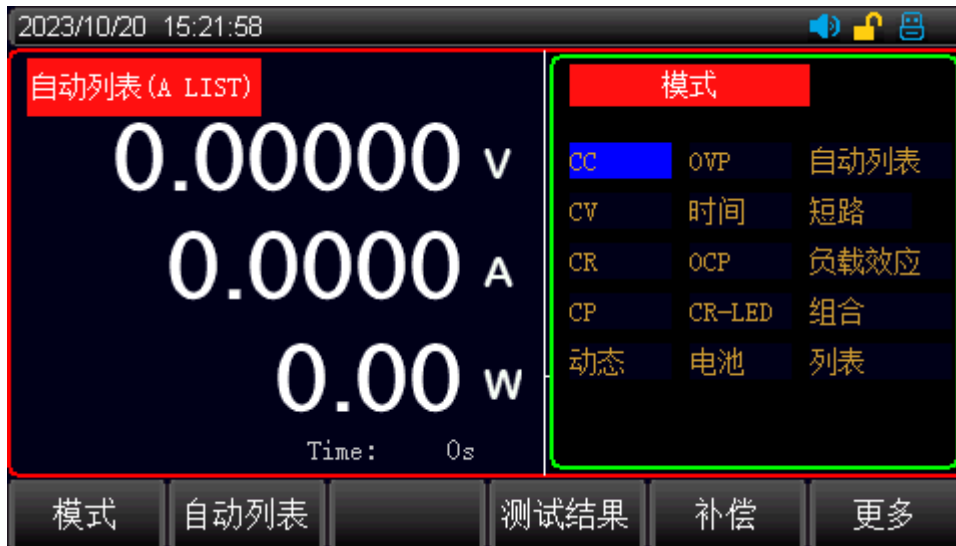 2023/10/20 15:21:58
自动列表(A LIST)
0.00000 V
0.0000 A
0.00 W
Time: 0s
模式
CC OVP 自动列表
CV 时间 短路
CR OCP 负载效应
CP CR-LED 组合
动态 电池 列表
模式 自动列表 测试结果 补偿 更多